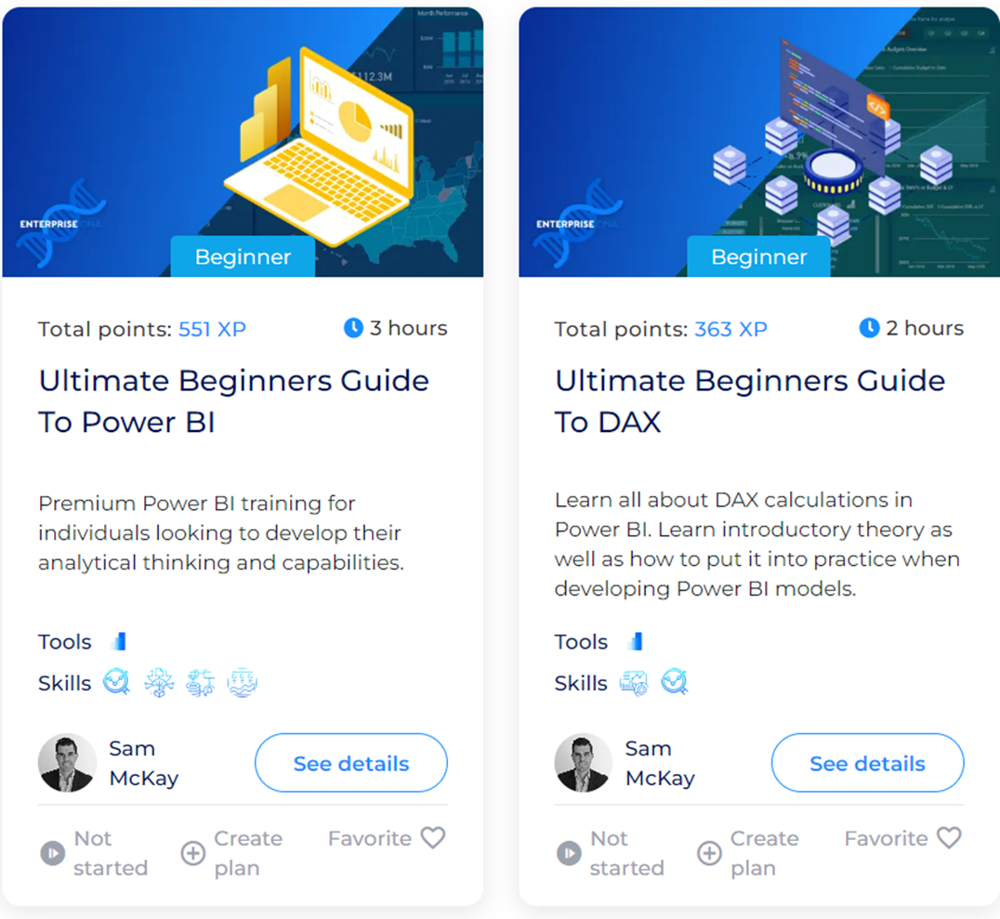 Month Performance
$112.3M
ENTERPRISE DNA
Beginner
Total points: 551 XP
3 hours
Ultimate Beginners Guide
To Power BI
Premium Power BI training for
individuals looking to develop their
analytical thinking and capabilities.
Tools
Skills
Sam
McKay
See details
Not
started
Create
plan
Favorite
ENTERPRISE DNA
Beginner
Total points: 363 XP
2 hours
Ultimate Beginners Guide
To DAX
Learn all about DAX calculations in
Power BI. Learn introductory theory as
well as how to put it into practice when
developing Power BI models.
Tools
Skills
Sam
McKay
See details
Not
started
Create
plan
Favorite